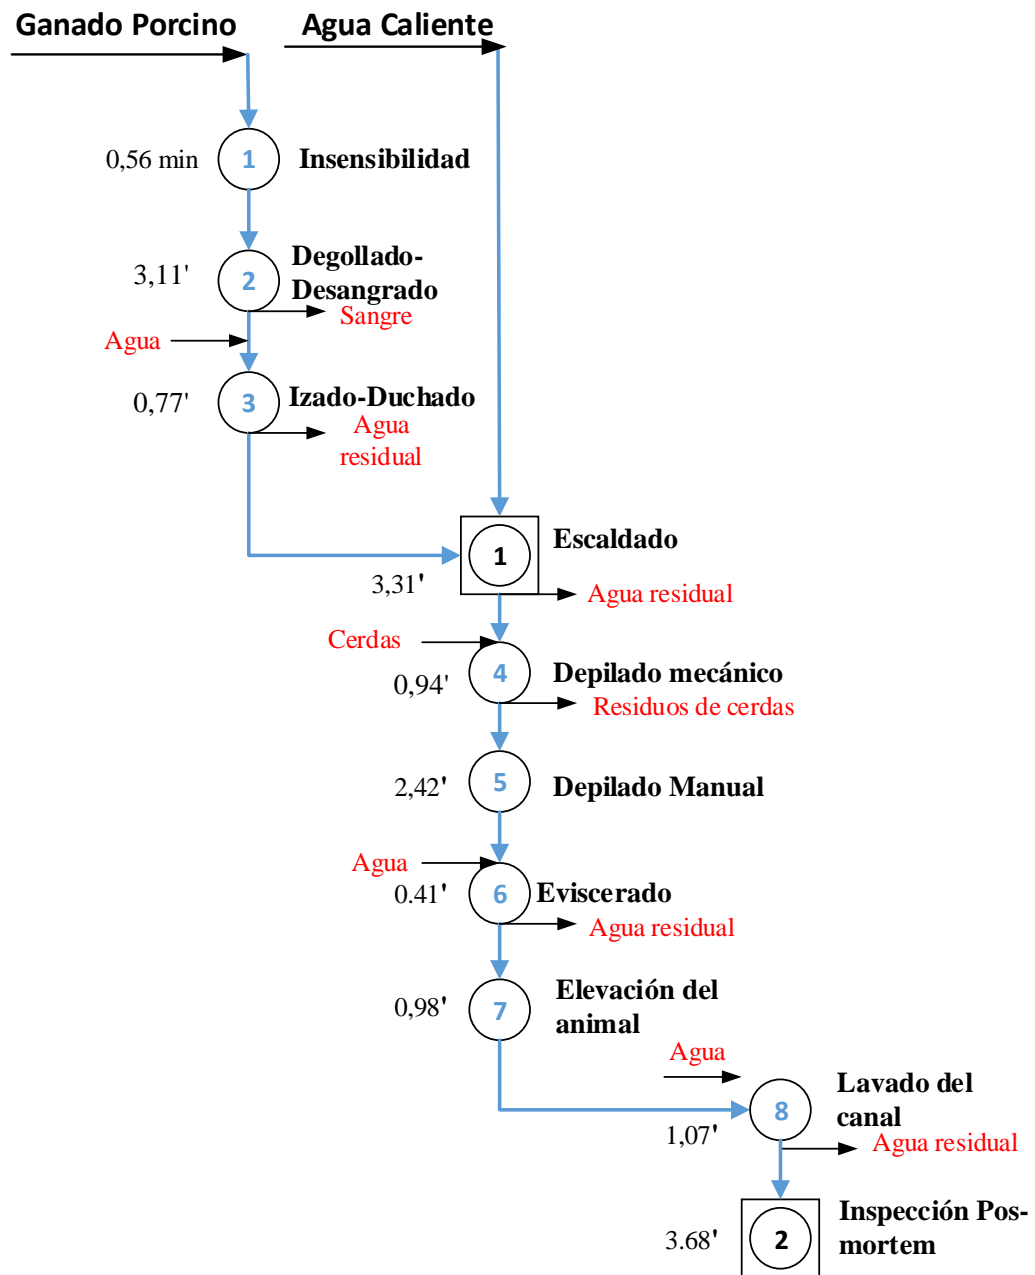 Ganado Porcino
Agua Caliente
0,56 min
1
Insensibilidad
3,11'
2
Degollado-
Desangrado
Sangre
Agua
0,77'
3
Izado-Duchado
Agua
residual
3,31'
1
Escaldado
Agua residual
Cerdas
0,94'
4
Depilado mecánico
Residuos de cerdas
2,42'
5
Depilado Manual
Agua
0.41'
6
Eviscerado
Agua residual
0,98'
7
Elevación del
animal
Agua
1,07'
8
Lavado del
canal
Agua residual
3.68'
2
Inspección Pos-
mortem